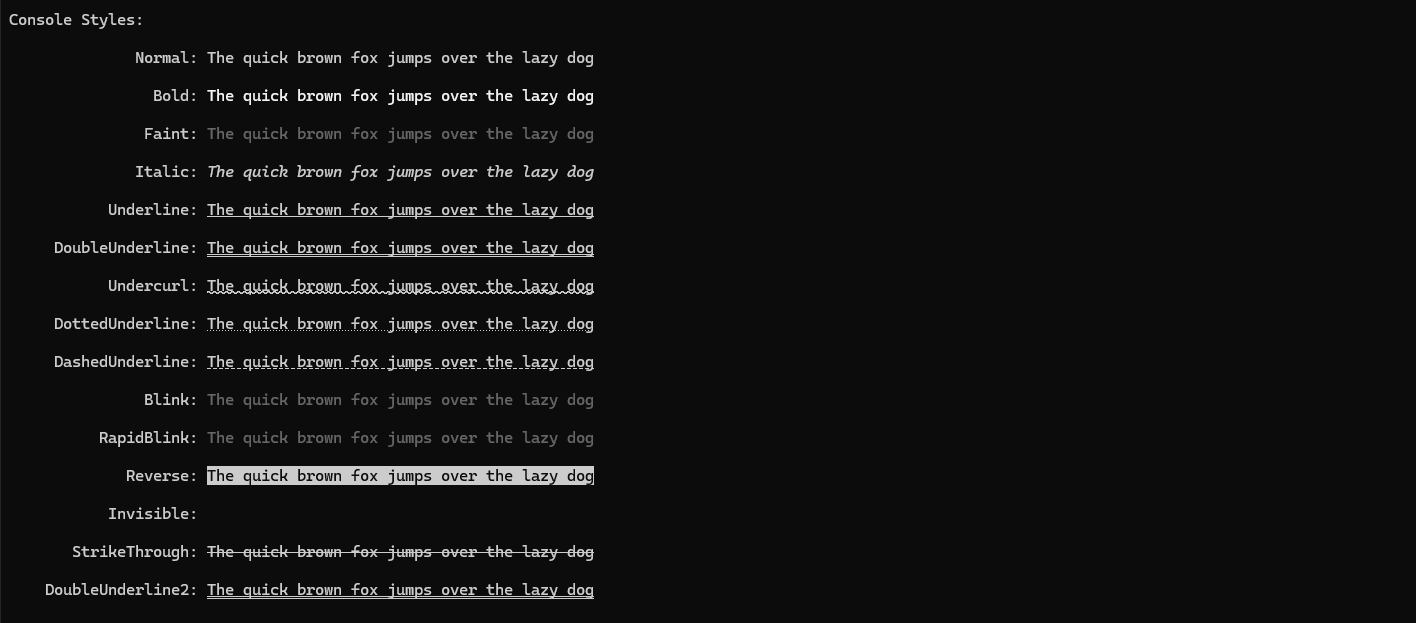 Console Styles:
Normal: The quick brown fox jumps over the lazy dog
Bold: The quick brown fox jumps over the lazy dog
Faint: The quick brown fox jumps over the lazy dog
Italic: The quick brown fox jumps over the lazy dog
Underline: The quick brown fox jumps over the lazy dog
DoubleUnderline: The quick brown fox jumps over the lazy dog
Undercurl: The quick brown fox jumps over the lazy dog
DottedUnderline: The quick brown fox jumps over the lazy dog
DashedUnderline: The quick brown fox jumps over the lazy dog
Blink: The quick brown fox jumps over the lazy dog
RapidBlink: The quick brown fox jumps over the lazy dog
Reverse: The quick brown fox jumps over the lazy dog
Invisible:
StrikeThrough: The quick brown fox jumps over the lazy dog
DoubleUnderline2: The quick brown fox jumps over the lazy dog